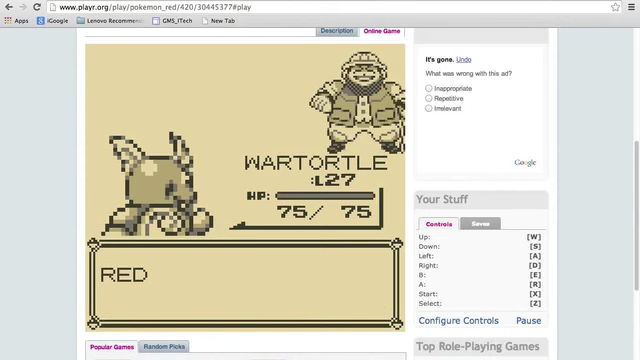 www.playr.org/play/pokemon_red/420/30445377#play
Apps
iGoogle
Lenovo Recommend
GMS_ITech
New Tab
Description
Online Game
It's gone. Undo
What was wrong with this ad?
Inappropriate
Repetitive
Irrelevant
Google
WARTORTLE
:L27
HP:
75/ 75
RED
Your Stuff
Controls
Saves
Up: [W]
Down: [S]
Left: [A]
Right: [D]
B: [E]
A: [R]
Start: [X]
Select: [Z]
Configure Controls
Pause
Popular Games
Random Picks
Top Role-Playing Games